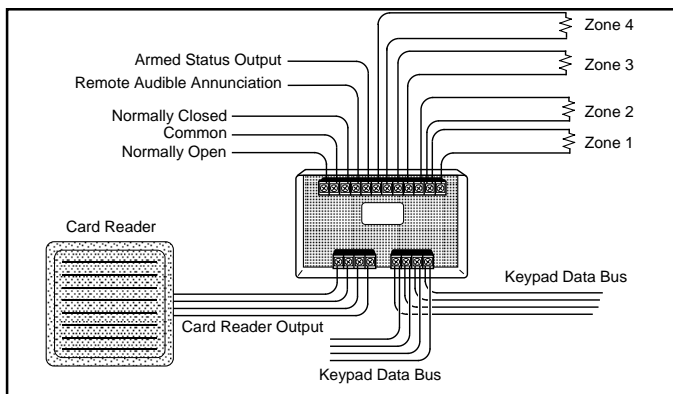 Zone 4
Armed Status Output
Zone 3
Remote Audible Annunciation
Normally Closed
Zone 2
Common
Zone 1
Normally Open
Card Reader
Keypad Data Bus
Card Reader Output
Keypad Data Bus